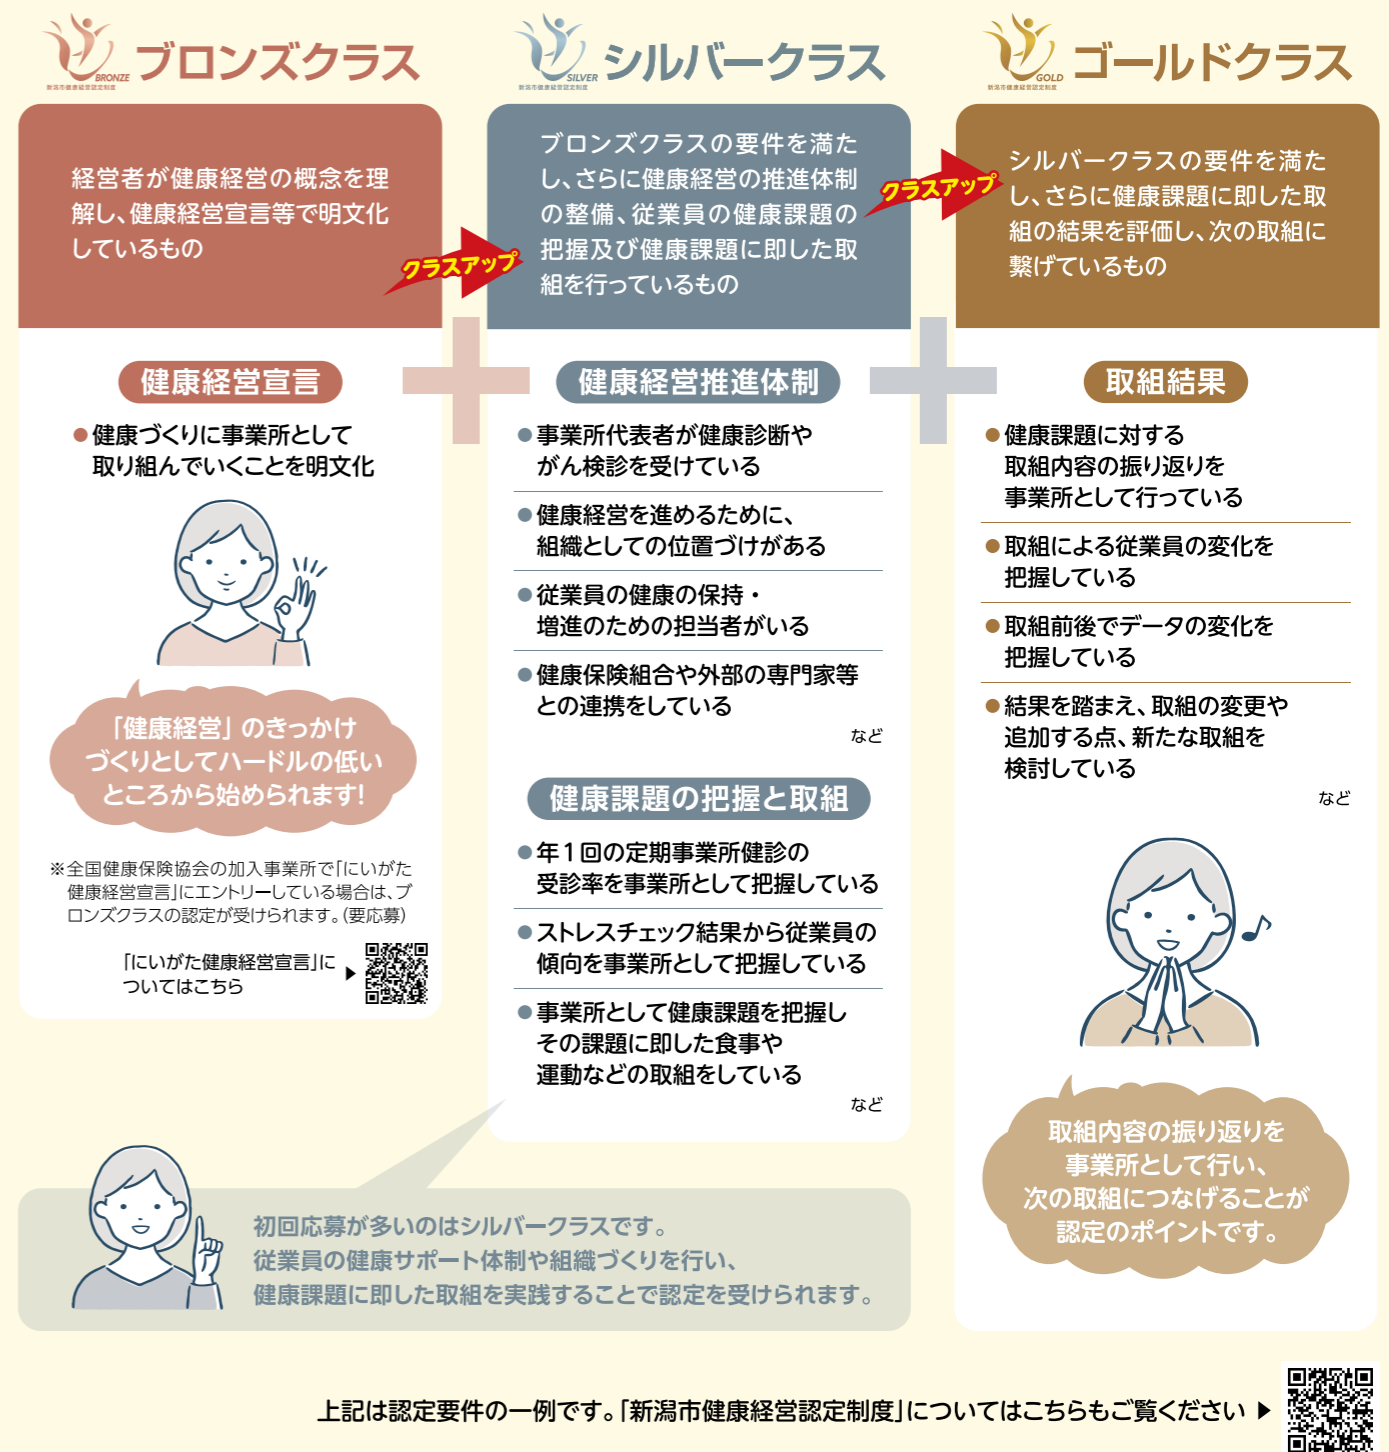 BRONZE
新潟市健康経営認定制度
ブロンズクラス
経営者が健康経営の概念を理
解し、健康経営宣言等で明文化
しているもの
クラスアップ
健康経営宣言
●健康づくりに事業所として
取り組んでいくことを明文化
「健康経営」のきっかけ
づくりとしてハードルの低い
ところから始められます!
※全国健康保険協会の加入事業所で「にいがた
健康経営宣言」にエントリーしている場合は、ブ
ロンズクラスの認定が受けられます。(要応募)
「にいがた健康経営宣言」に
ついてはこちら ▶
SILVER
新潟市健康経営認定制度
シルバークラス
ブロンズクラスの要件を満た
し、さらに健康経営の推進体制
の整備、従業員の健康課題の
把握及び健康課題に即した取
組を行っているもの
クラスアップ
健康経営推進体制
●事業所代表者が健康診断や
がん検診を受けている
●健康経営を進めるために、
組織としての位置づけがある
●従業員の健康の保持・
増進のための担当者がいる
●健康保険組合や外部の専門家等
との連携をしている
など
健康課題の把握と取組
●年1回の定期事業所健診の
受診率を事業所として把握している
●ストレスチェック結果から従業員の
傾向を事業所として把握している
●事業所として健康課題を把握し
その課題に即した食事や
運動などの取組をしている
など
初回応募が多いのはシルバークラスです。
従業員の健康サポート体制や組織づくりを行い、
健康課題に即した取組を実践することで認定を受けられます。
GOLD
新潟市健康経営認定制度
ゴールドクラス
シルバークラスの要件を満た
し、さらに健康課題に即した取
組の結果を評価し、次の取組に
繋げているもの
取組結果
●健康課題に対する
取組内容の振り返りを
事業所として行っている
●取組による従業員の変化を
把握している
●取組前後でデータの変化を
把握している
●結果を踏まえ、取組の変更や
追加する点、新たな取組を
検討している
など
取組内容の振り返りを
事業所として行い、
次の取組につなげることが
認定のポイントです。
上記は認定要件の一例です。「新潟市健康経営認定制度」についてはこちらもご覧ください ▶